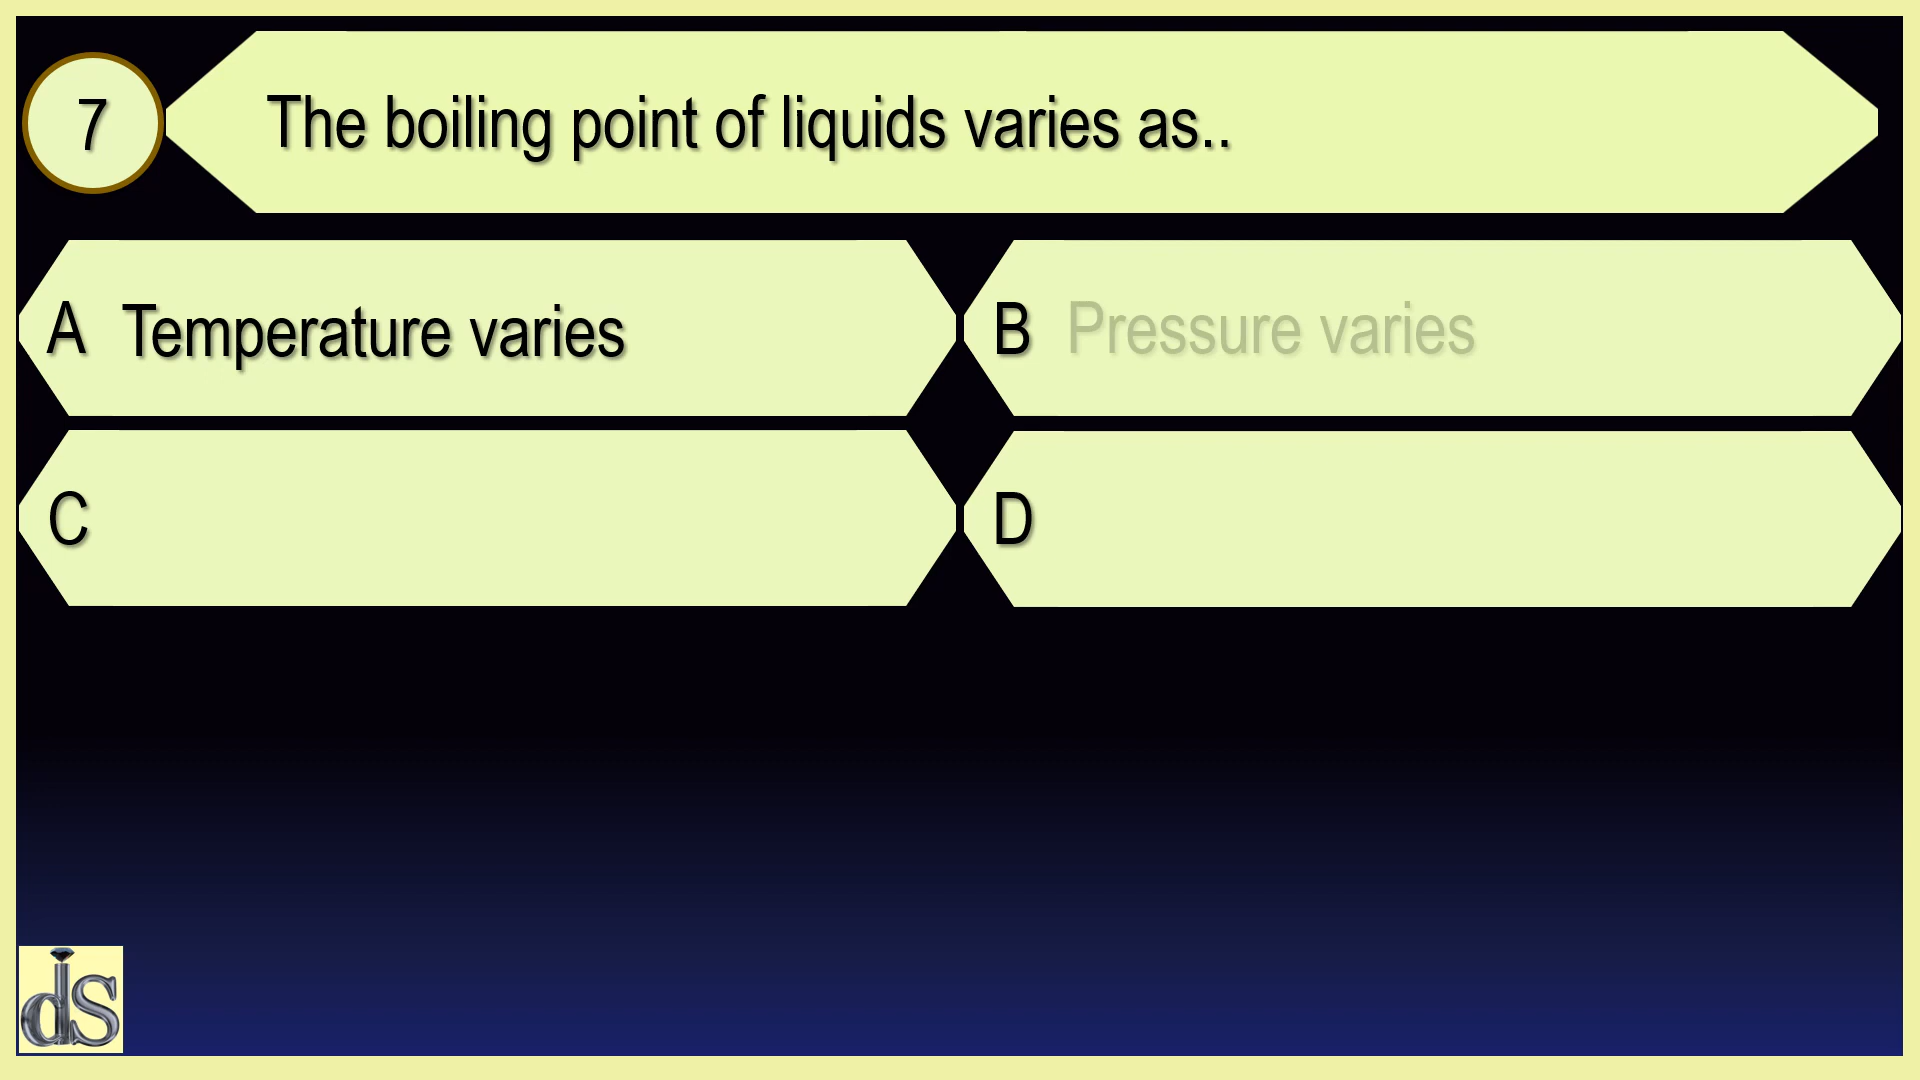 7
The boiling point of liquids varies as..
A Temperature varies
B Pressure varies
C
D
ds